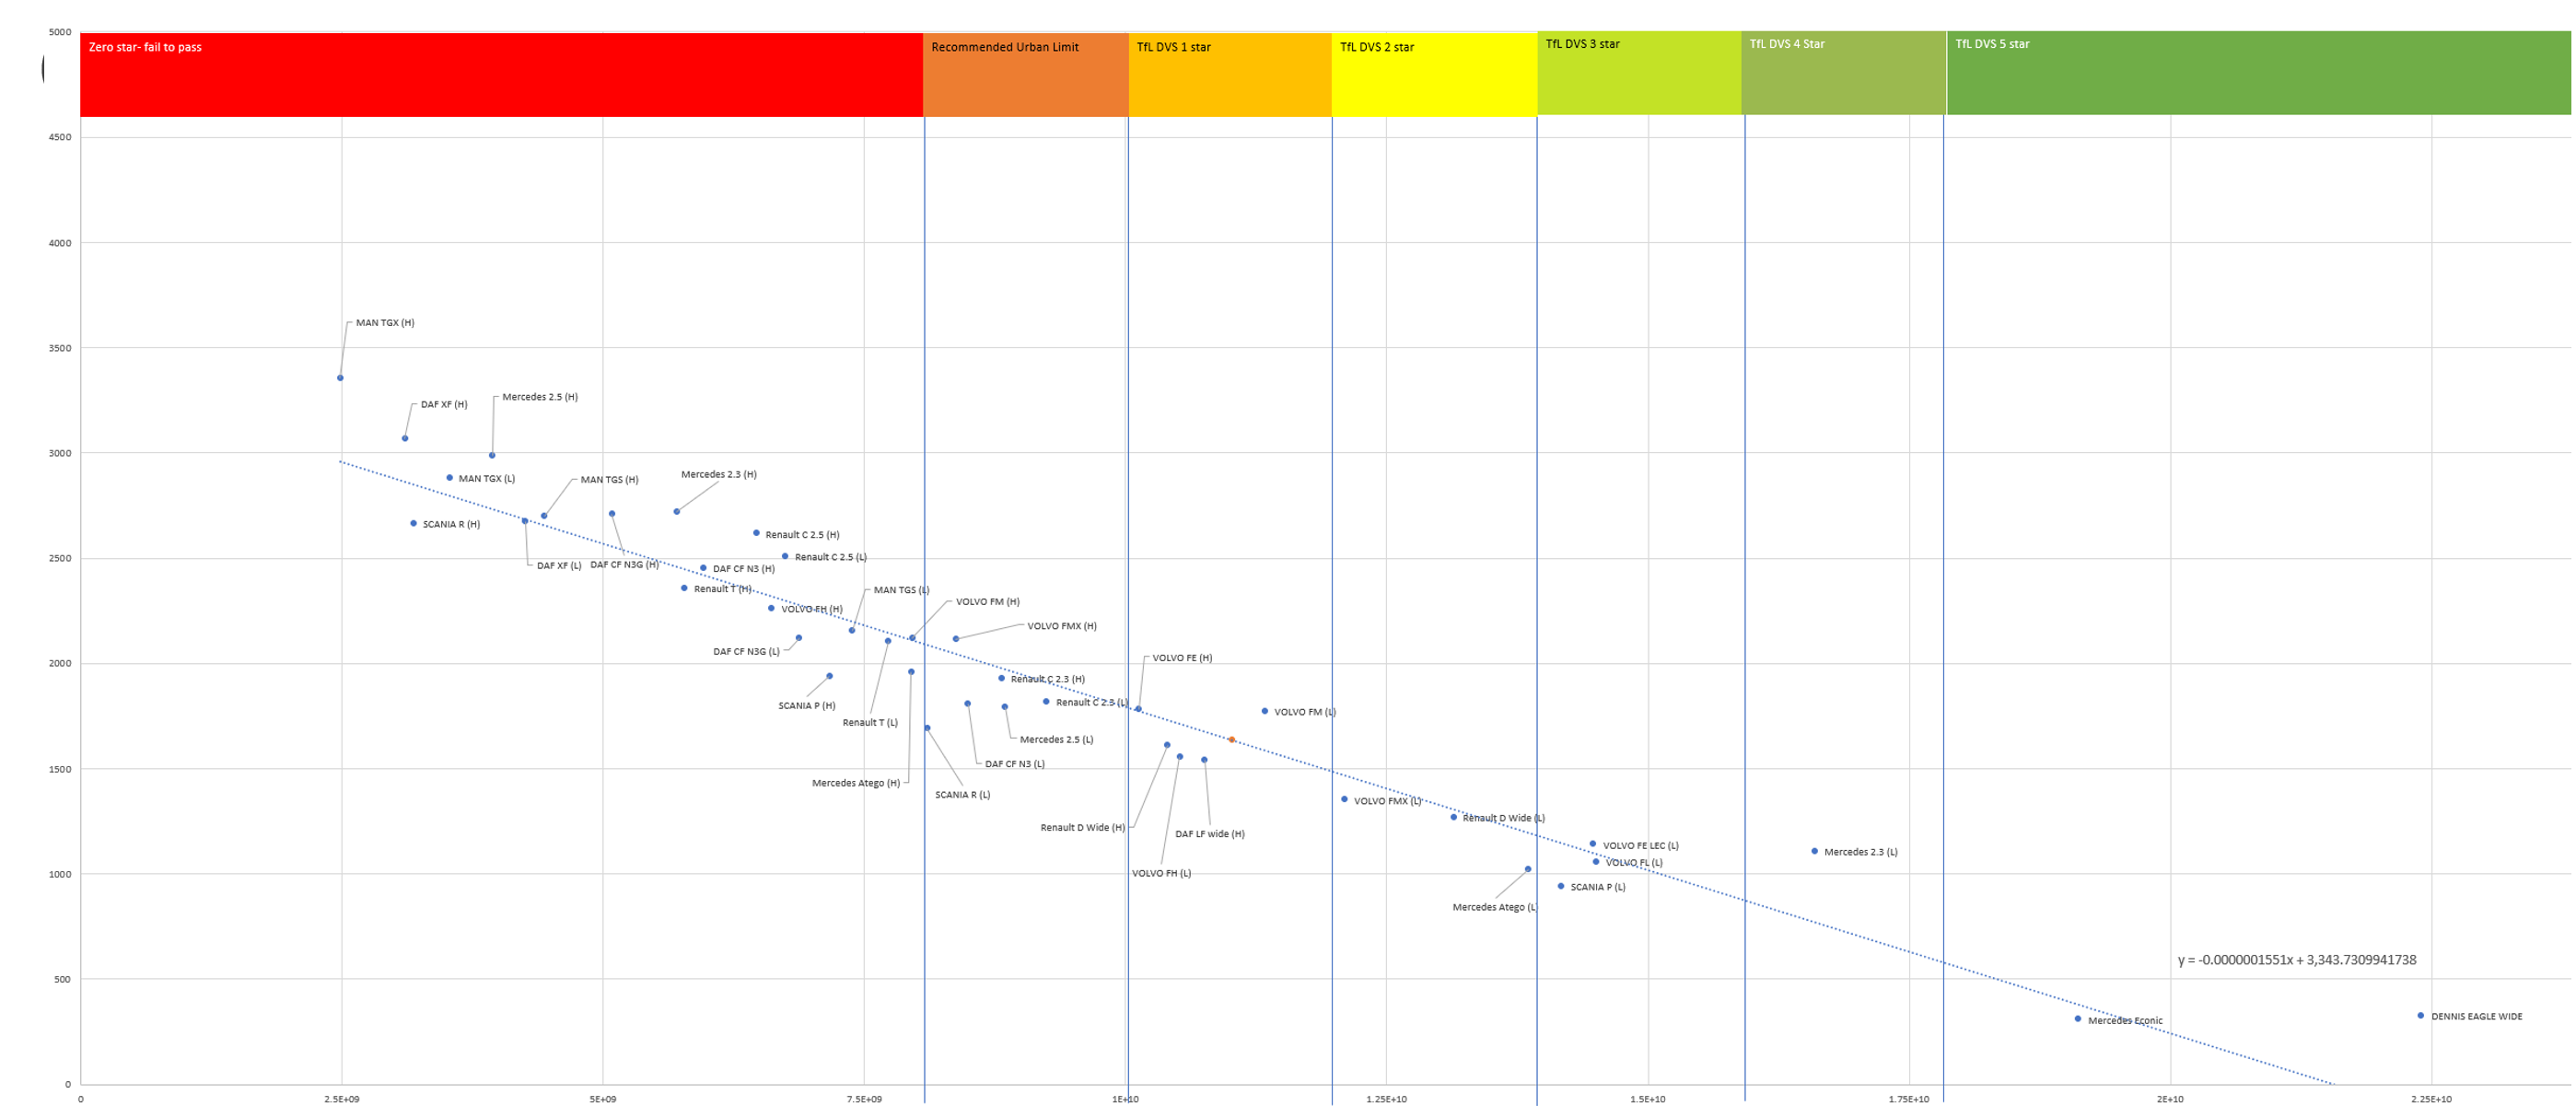 Zero star- fail to pass
Recommended Urban Limit
TfL DVS 1 star
TfL DVS 2 star
TfL DVS 3 star
TfL DVS 4 Star
TfL DVS 5 star
5000
4500
4000
3500
3000
2500
2000
1500
1000
500
0
MAN TGX (H)
DAF XF (H)
Mercedes 2.5 (H)
MAN TGX (L)
MAN TGS (H)
Mercedes 2.3 (H)
SCANIA R (H)
Renault C 2.5 (H)
Renault C 2.5 (L)
DAF XF (L)
DAF CF N3G (H)
DAF CF N3 (H)
Renault T (H)
MAN TGS (L)
VOLVO FH (H)
VOLVO FM (H)
VOLVO FMX (H)
DAF CF N3G (L)
VOLVO FE (H)
Renault C 2.3 (H)
SCANIA P (H)
Renault C 2.3 (L)
VOLVO FM (L)
Renault T (L)
Mercedes 2.5 (L)
DAF CF N3 (L)
Mercedes Atego (H)
SCANIA R (L)
VOLVO FMX (L)
Renault D Wide (L)
Renault D Wide (H)
DAF LF wide (H)
VOLVO FE LEC (L)
Mercedes 2.3 (L)
VOLVO FL (L)
VOLVO FH (L)
SCANIA P (L)
Mercedes Atego (L)
y = -0.0000001551x + 3,343.7309941738
Mercedes Econic
DENNIS EAGLE WIDE
0
2.5E+09
5E+09
7.5E+09
1E+10
1.25E+10
1.5E+10
1.75E+10
2E+10
2.25E+10